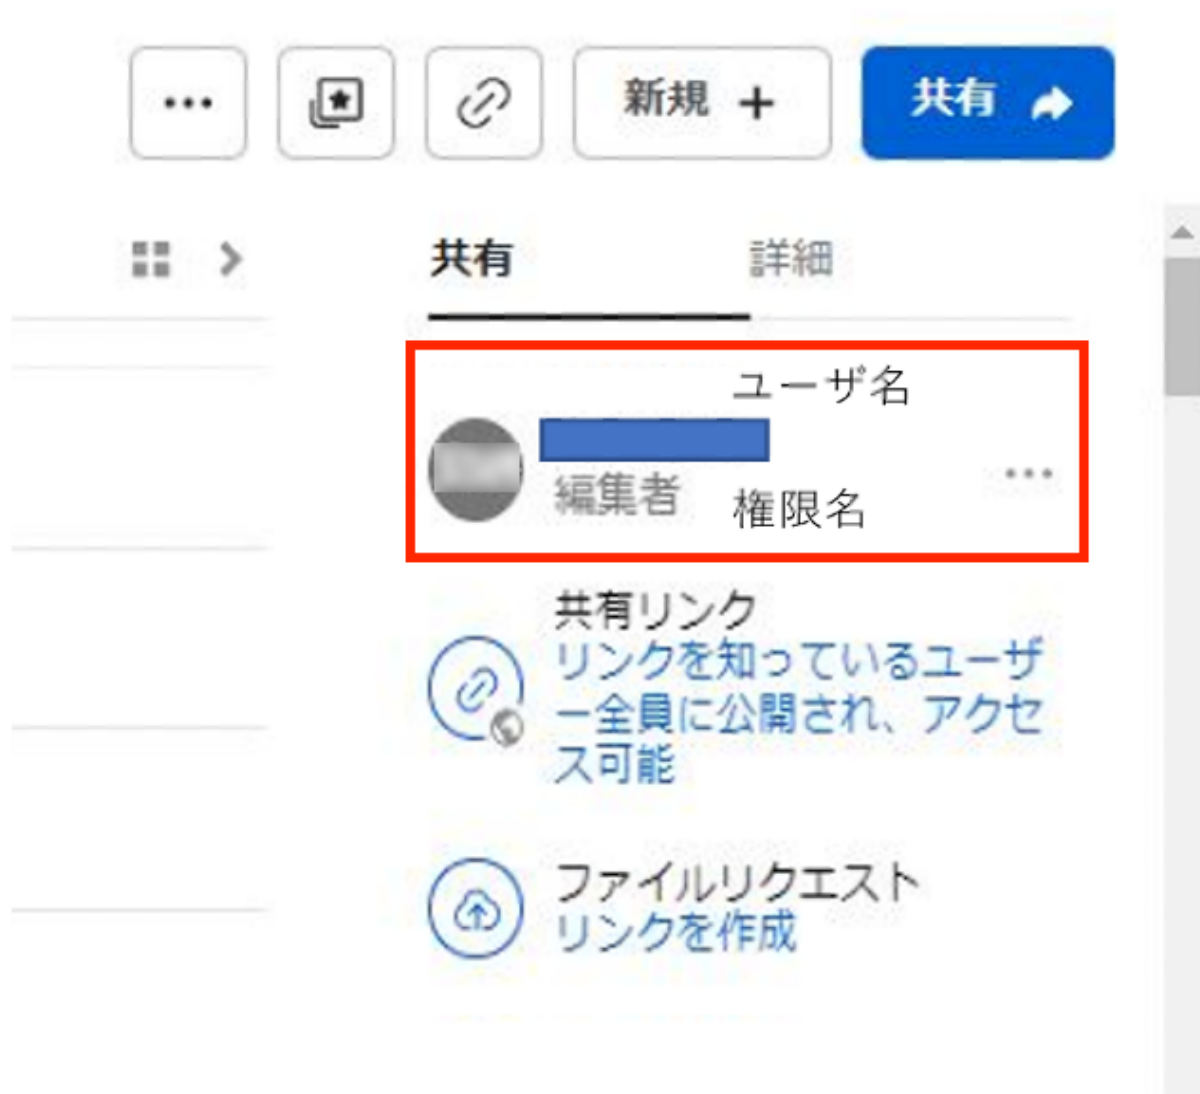 新規
共有
共有
詳細
ユーザ名
編集者
権限名
共有リンク
リンクを知っているユーザ
ー全員に公開され、アクセ
ス可能
ファイルリクエスト
リンクを作成